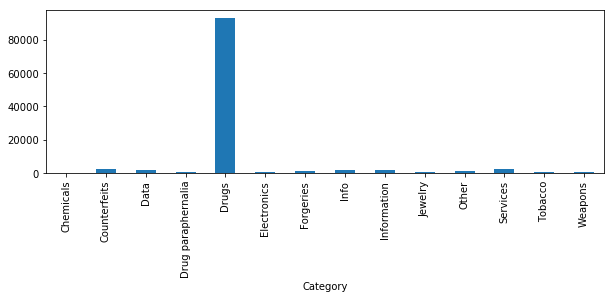 80000
60000
40000
20000
0
Chemicals
Counterfeits
Data
Drug paraphernalia
Drugs
Electronics
Forgeries
Info
Information
Jewelry
Other
Services
Tobacco
Weapons
Category